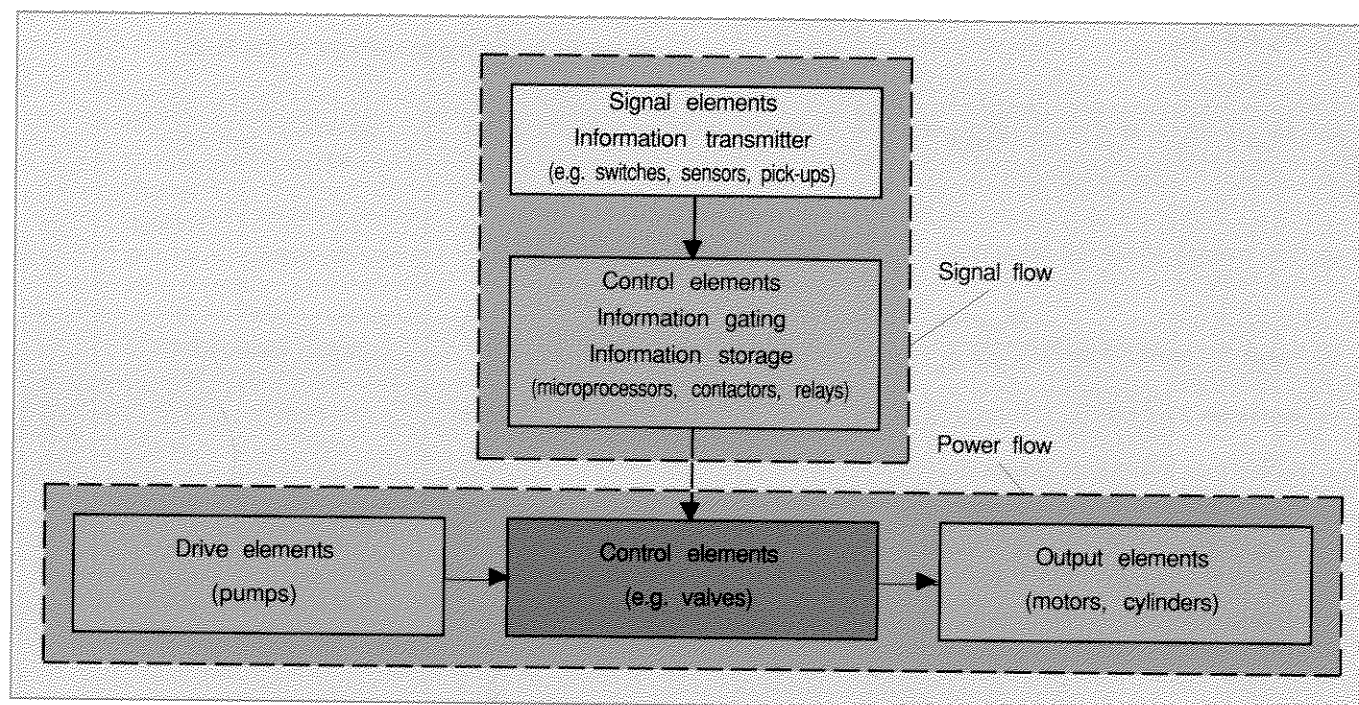 Signal elements
Information transmitter
(e.g. switches, sensors, pick-ups)
Control elements
Information gating
Information storage
(microprocessors, contactors, relays)
Signal flow
Power flow
Drive elements
(pumps)
Control elements
(e.g. valves)
Output elements
(motors, cylinders)